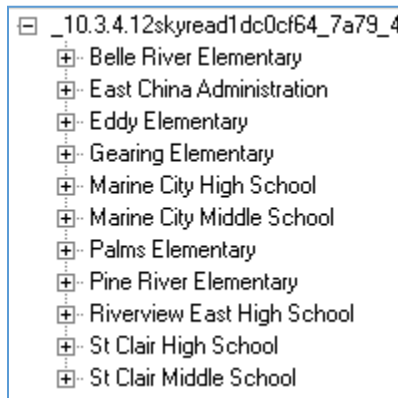 _10.3.4.12skyread1dc0cf64_7a79_4
Belle River Elementary
East China Administration
Eddy Elementary
Gearing Elementary
Marine City High School
Marine City Middle School
Palms Elementary
Pine River Elementary
Riverview East High School
St Clair High School
St Clair Middle School